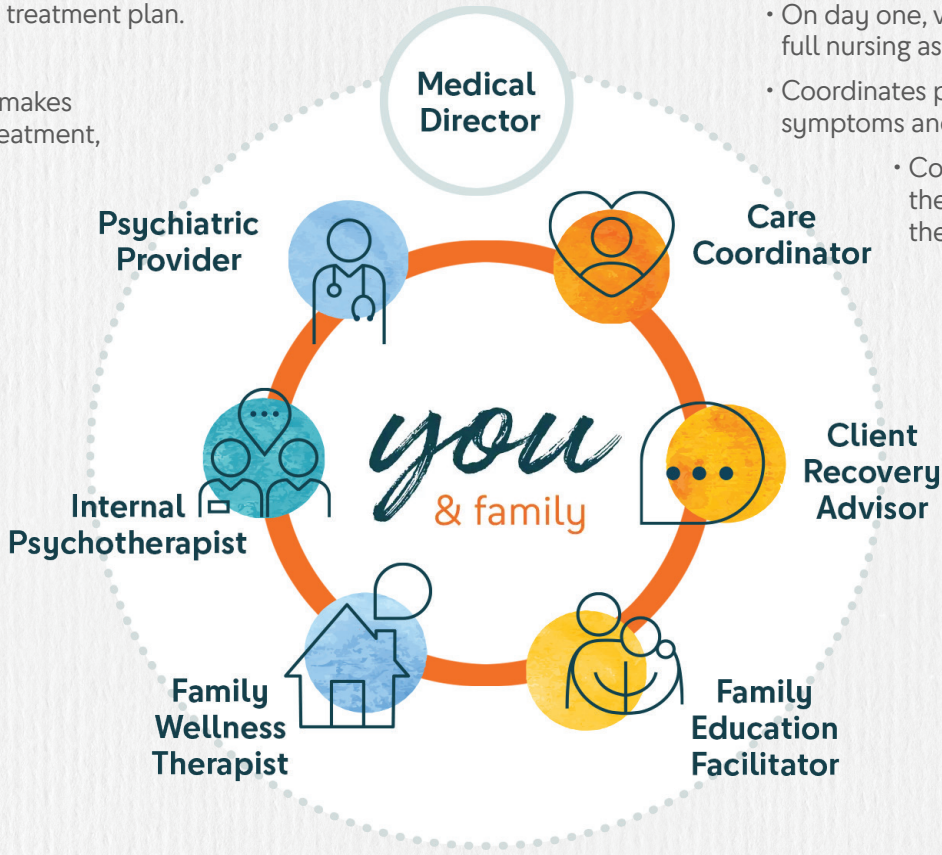 treatment plan.
makes
eatment,
• On day one, v
full nursing as
• Coordinates p
symptoms and
• Co
the
the
Medical
Director
Psychiatric
Provider
Care
Coordinator
you
& family
Internal
Psychotherapist
Client
Recovery
Advisor
Family
Wellness
Therapist
Family
Education
Facilitator